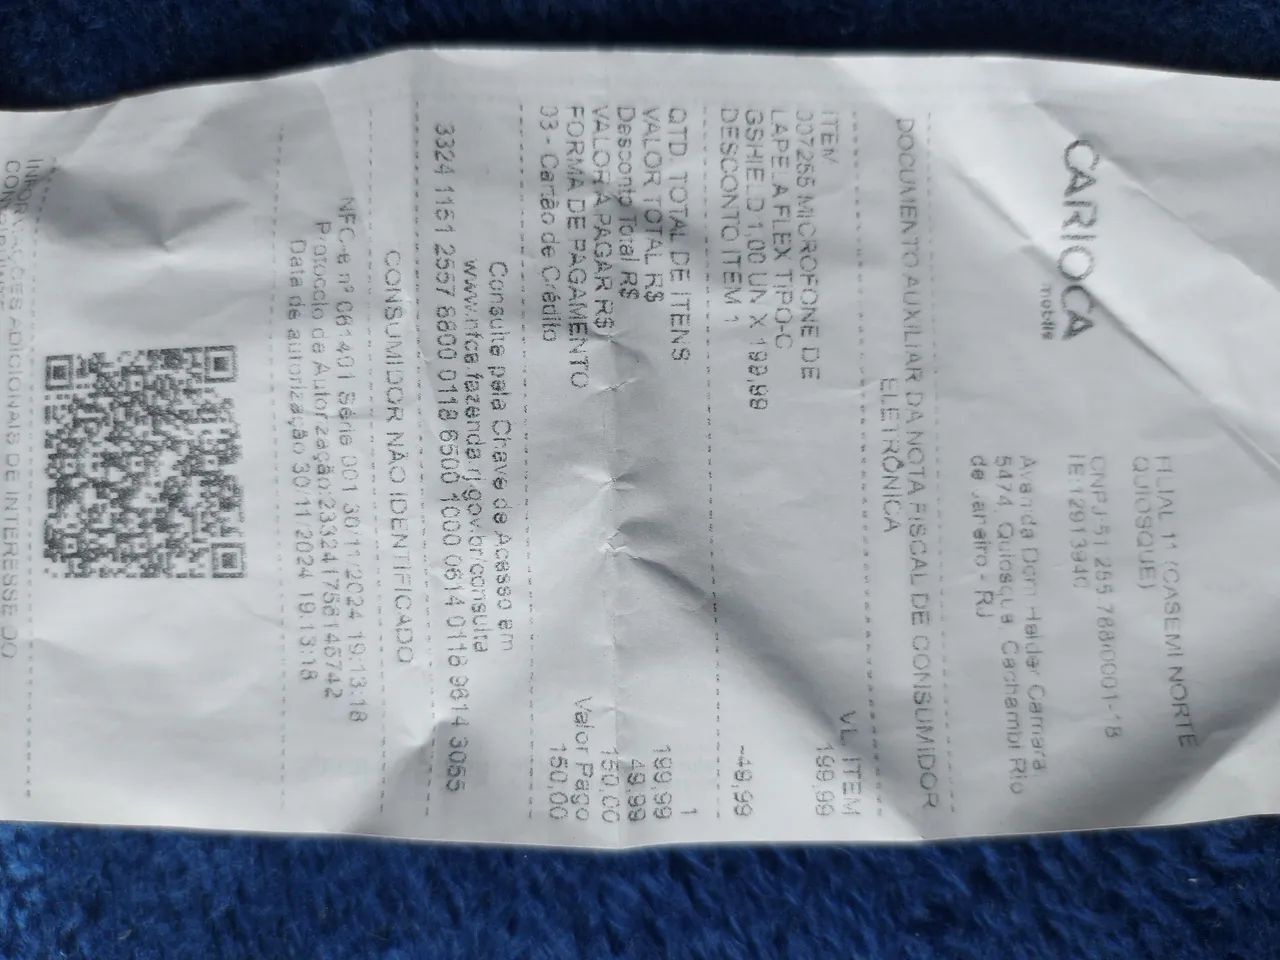 CARIOCA
mobile
FILIAL 11 (CASEMI NORTE
QUIOSQUE)
CNPJ-51.255.788/0001-18
IE:12913940
Avenida Dom Helder Camara,
5474, Quiosque, Cachambi Rio
de Janeiro - RJ
DOCUMENTO AUXILIAR DA NOTA FISCAL DE CONSUMIDOR
ELETRÔNICA
ITEM VL. ITEM
307255 MICROFONE DE 199,99
LAPELA FLEX TIPO-C
GSHIELD 1,00 UN X 199,99
DESCONTO ITEM 1 -49,99
QTD. TOTAL DE ITENS 1
VALOR TOTAL R$ 199,99
Desconto Total R$ 49,99
VALOR A PAGAR R$ 150,00
FORMA DE PAGAMENTO Valor Pago
03 - Cartão de Crédito 150,00
Consulte pela Chave de Acesso em
www.nfce.fazenda.rj.gov.br/consulta
3324 1151 2557 8800 0118 6500 1000 0614 0118 9614 3055
CONSUMIDOR NÃO IDENTIFICADO
NFC-e nº 061401 Série 001 30/11/2024 19:13:18
Protocolo de Autorização:233241758146742
Data de autorização 30/11/2024 19:13:18
INFORMAÇÕES ADICIONAIS DE INTERESSE DO